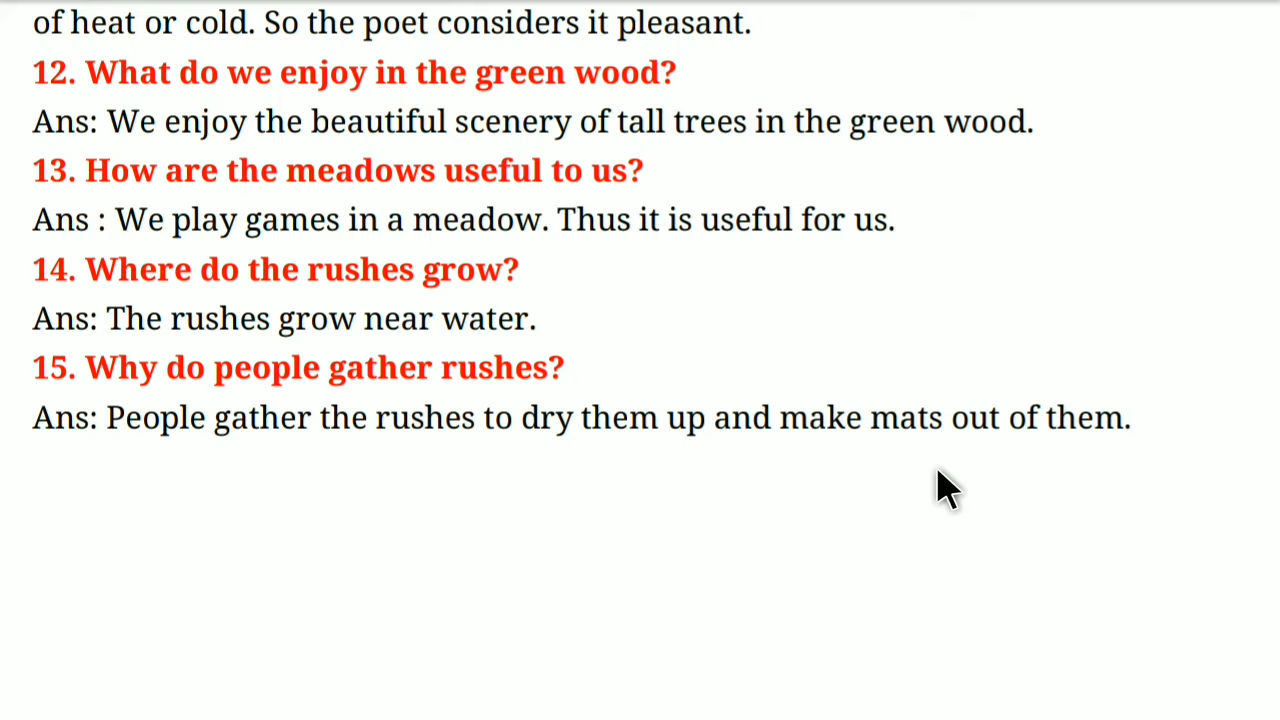 of heat or cold. So the poet considers it pleasant.
12. What do we enjoy in the green wood?
Ans: We enjoy the beautiful scenery of tall trees in the green wood.
13. How are the meadows useful to us?
Ans : We play games in a meadow. Thus it is useful for us.
14. Where do the rushes grow?
Ans: The rushes grow near water.
15. Why do people gather rushes?
Ans: People gather the rushes to dry them up and make mats out of them.